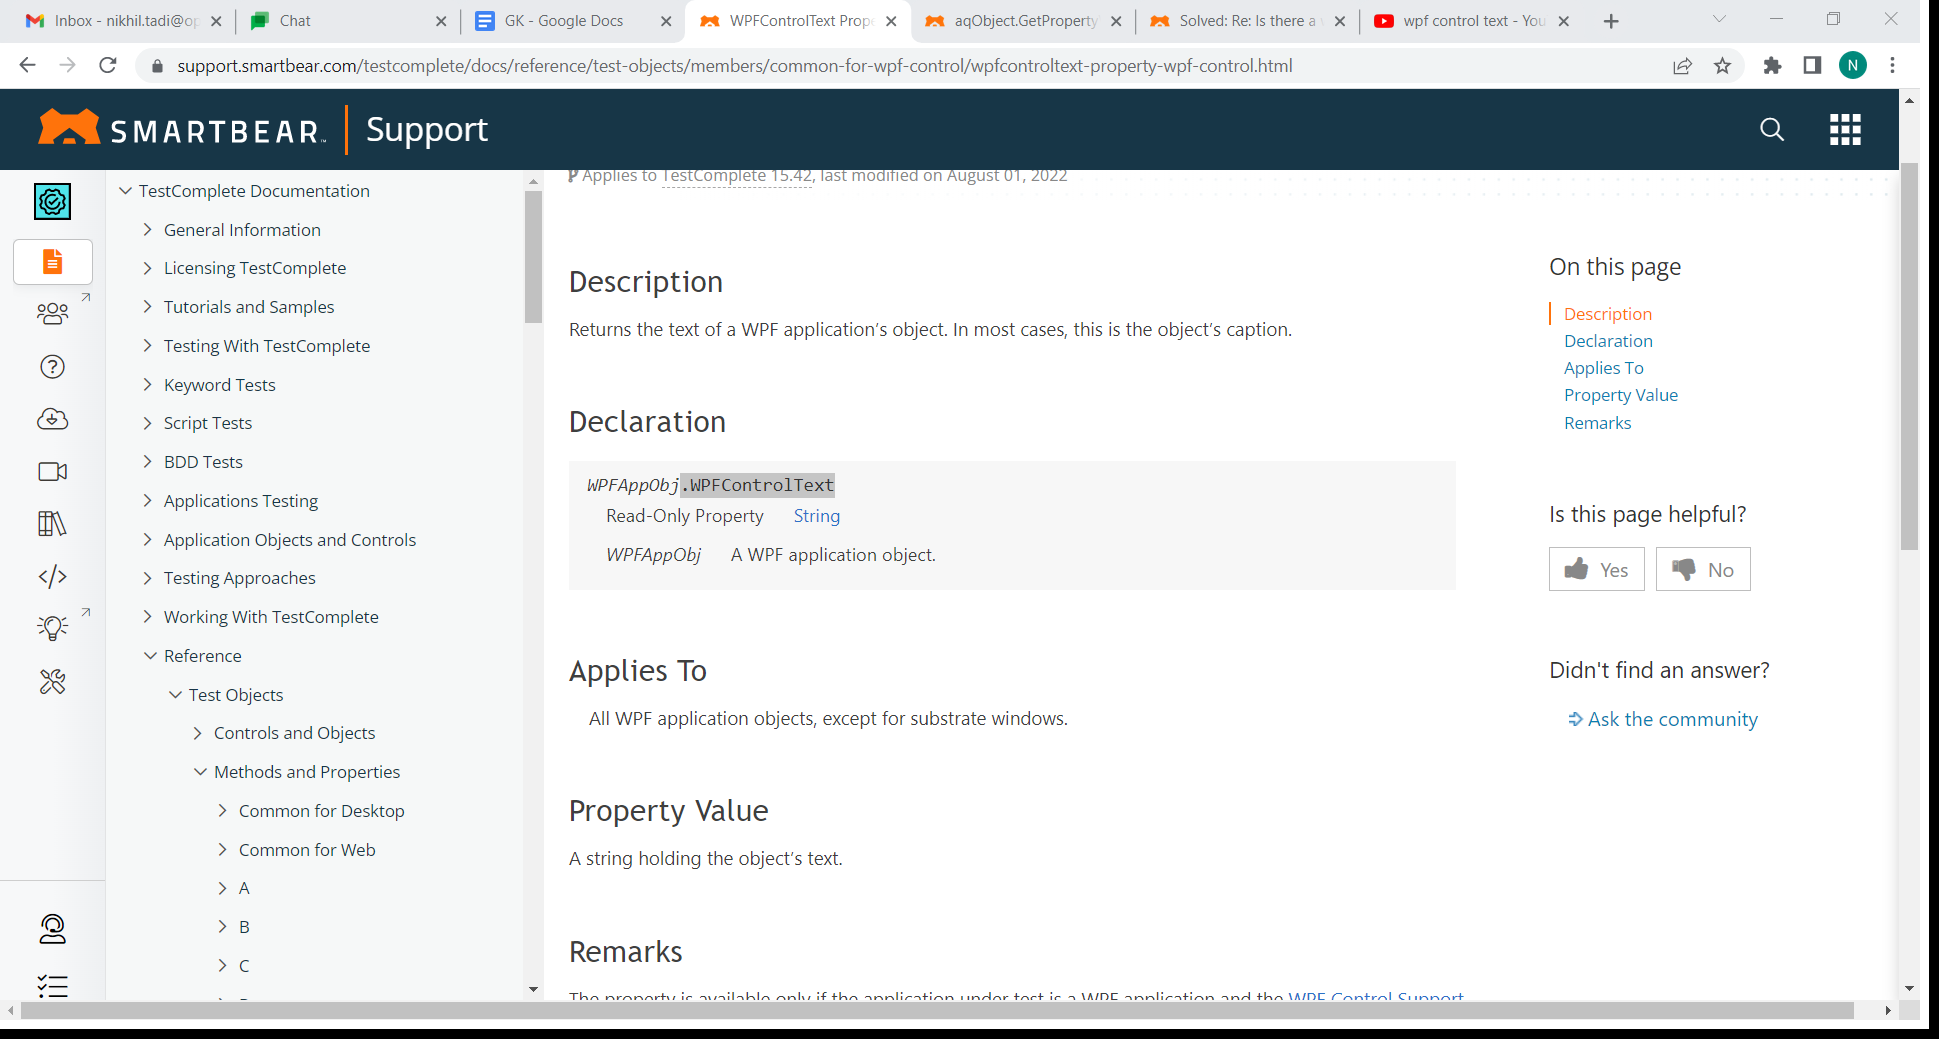 Inbox - nikhil.tadi@op
Chat
GK - Google Docs
WPFControlText Prop
aqObject.GetProperty
Solved: Re: Is there a
wpf control text - You
support.smartbear.com/testcomplete/docs/reference/test-objects/members/common-for-wpf-control/wpfcontroltext-property-wpf-control.html
N
SMARTBEAR
Support
TestComplete Documentation
General Information
Licensing TestComplete
Tutorials and Samples
Testing With TestComplete
Keyword Tests
Script Tests
BDD Tests
Applications Testing
Application Objects and Controls
Testing Approaches
Working With TestComplete
Reference
Test Objects
Controls and Objects
Methods and Properties
Common for Desktop
Common for Web
A
B
C
Applies to TestComplete 15.42, last modified on August 01, 2022
Description
Returns the text of a WPF application’s object. In most cases, this is the object’s caption.
Declaration
WPFAppObj.WPFControlText
Read-Only Property String
WPFAppObj A WPF application object.
Applies To
All WPF application objects, except for substrate windows.
Property Value
A string holding the object’s text.
Remarks
The property is available only if the application under test is a WPF application and the WPF Control Support
On this page
Description
Declaration
Applies To
Property Value
Remarks
Is this page helpful?
Yes
No
Didn't find an answer?
Ask the community